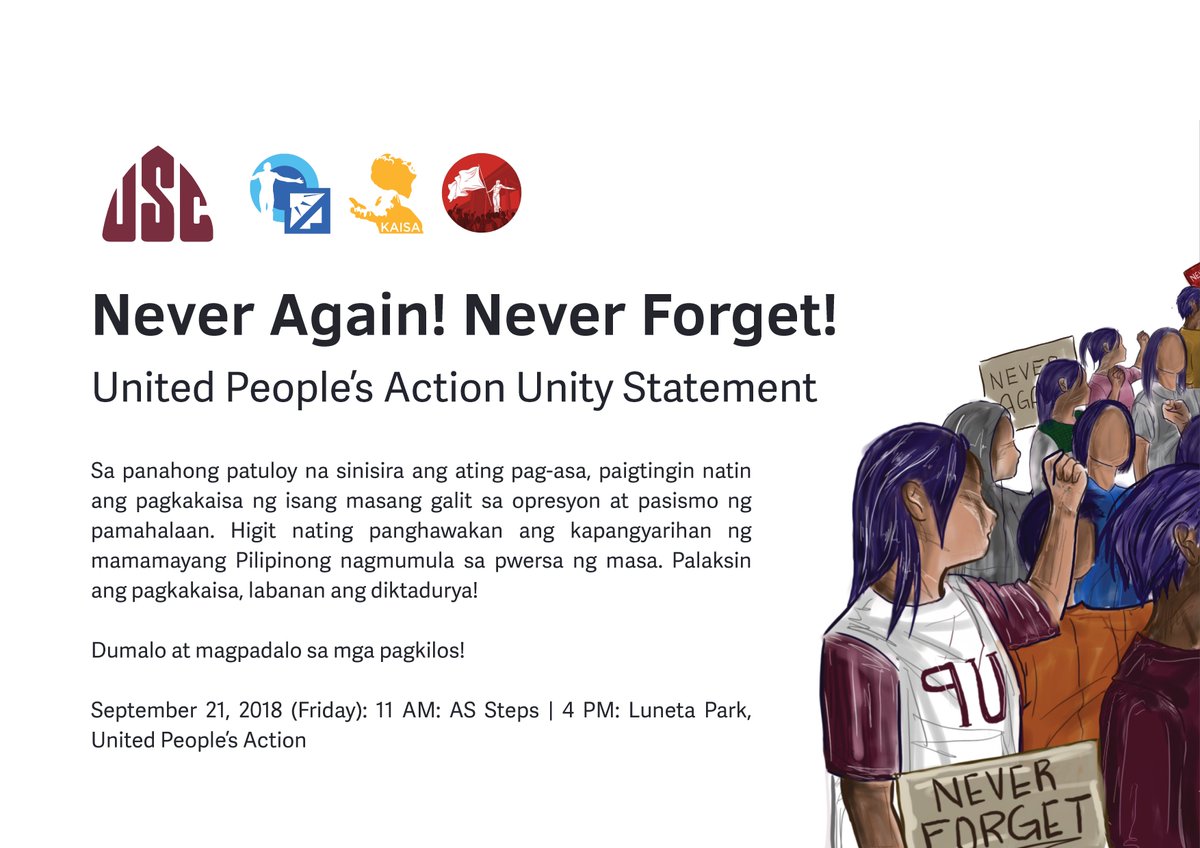 USC
KAISA
Never Again! Never Forget!
United People's Action Unity Statement
Sa panahong patuloy na sinisira ang ating pag-asa, paigtingin natin
ang pagkakaisa ng isang masang galit sa opresyon at pasismo ng
pamahalaan. Higit nating panghawakan ang kapangyarihan ng
mamamayang Pilipinong nagmumula sa pwersa ng masa. Palaksin
ang pagkakaisa, labanan ang diktadurya!
Dumalo at magpadalo sa mga pagkilos!
September 21, 2018 (Friday): 11 AM: AS Steps | 4 PM: Luneta Park,
United People's Action
NEVER
UP
NEVER
FORGET